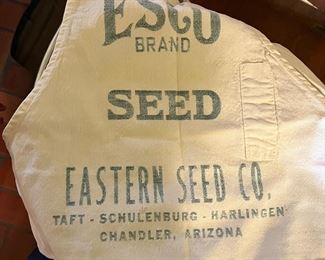 ESCO
BRAND
SEED
EASTERN SEED CO.
TAFT - SCHULENBURG - HARLINGEN
CHANDLER, ARIZONA